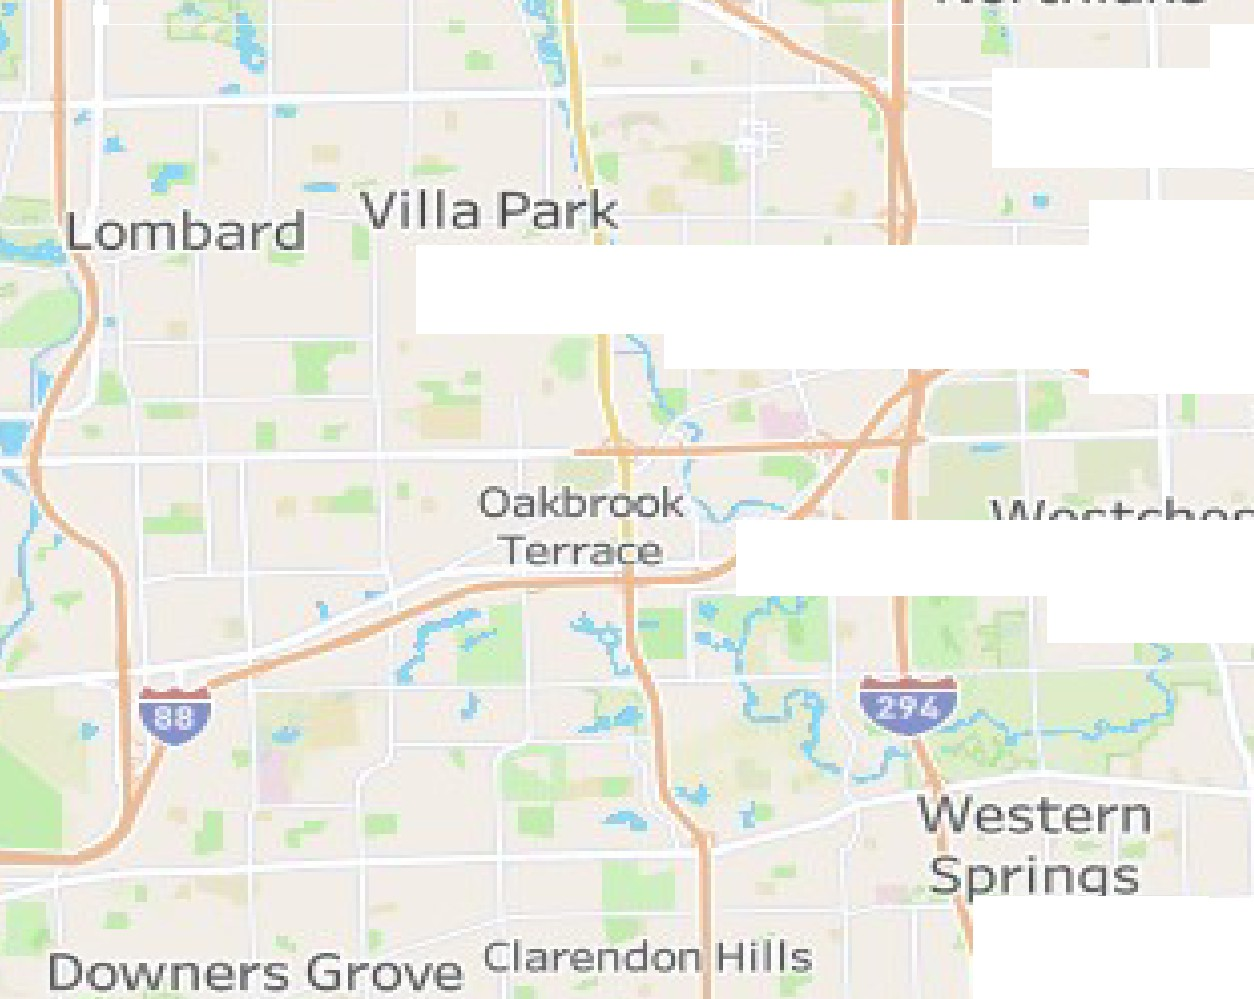 Lombard
Villa Park
Oakbrook
Terrace
88
294
Western
Springs
Downers Grove
Clarendon Hills